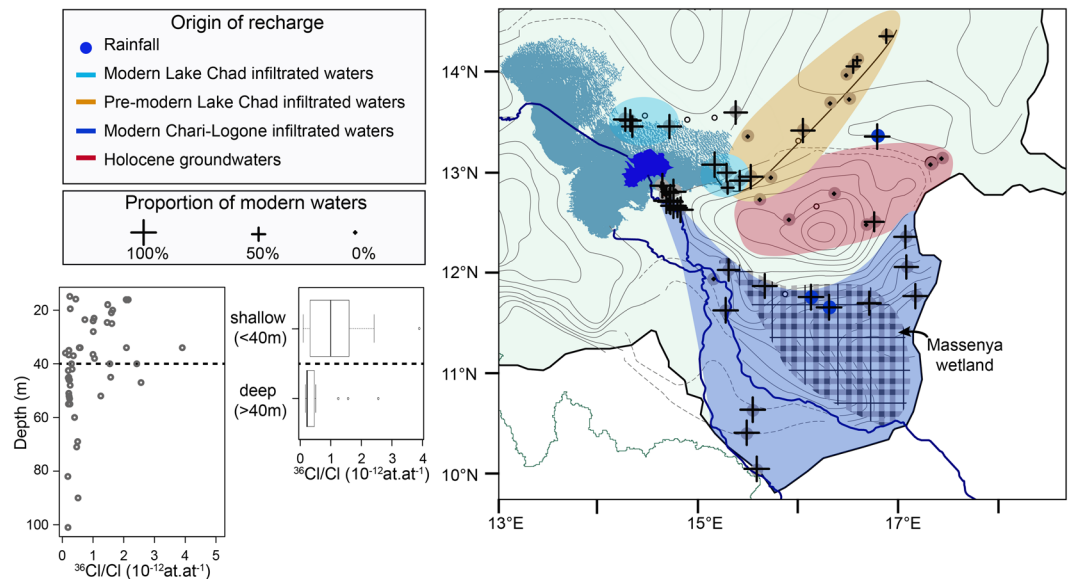 Origin of recharge
Rainfall
Modern Lake Chad infiltrated waters
Pre-modern Lake Chad infiltrated waters
Modern Chari-Logone infiltrated waters
Holocene groundwaters
Proportion of modern waters
100%
50%
0%
20
40
60
80
100
Depth (m)
0
1
2
3
4
5
³⁶Cl/Cl (10⁻¹²at.at⁻¹)
shallow
(<40m)
deep
(>40m)
0
1
2
3
4
³⁶Cl/Cl (10⁻¹²at.at⁻¹)
14°N
13°N
12°N
11°N
10°N
13°E
15°E
17°E
Massenya
wetland